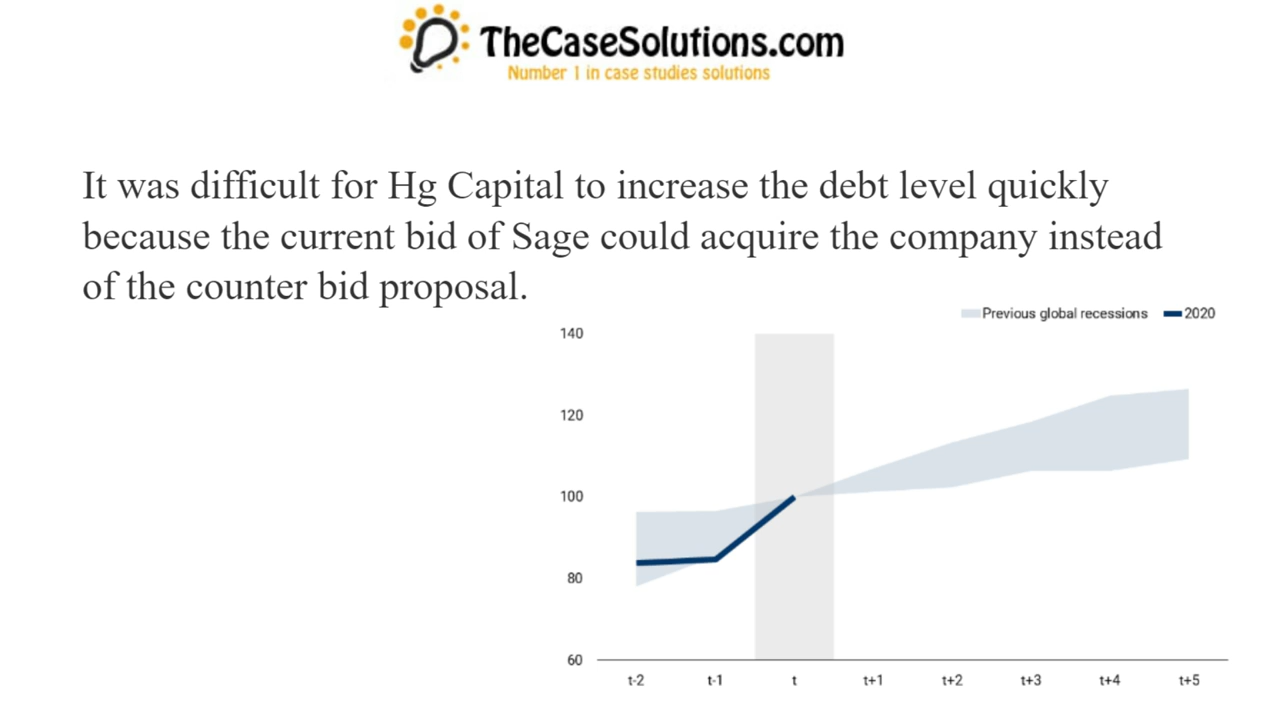 TheCaseSolutions.com
Number 1 in case studies solutions
It was difficult for Hg Capital to increase the debt level quickly
because the current bid of Sage could acquire the company instead
of the counter bid proposal.
Previous global recessions 2020
140
120
100
80
60
t-2 t-1 t t+1 t+2 t+3 t+4 t+5